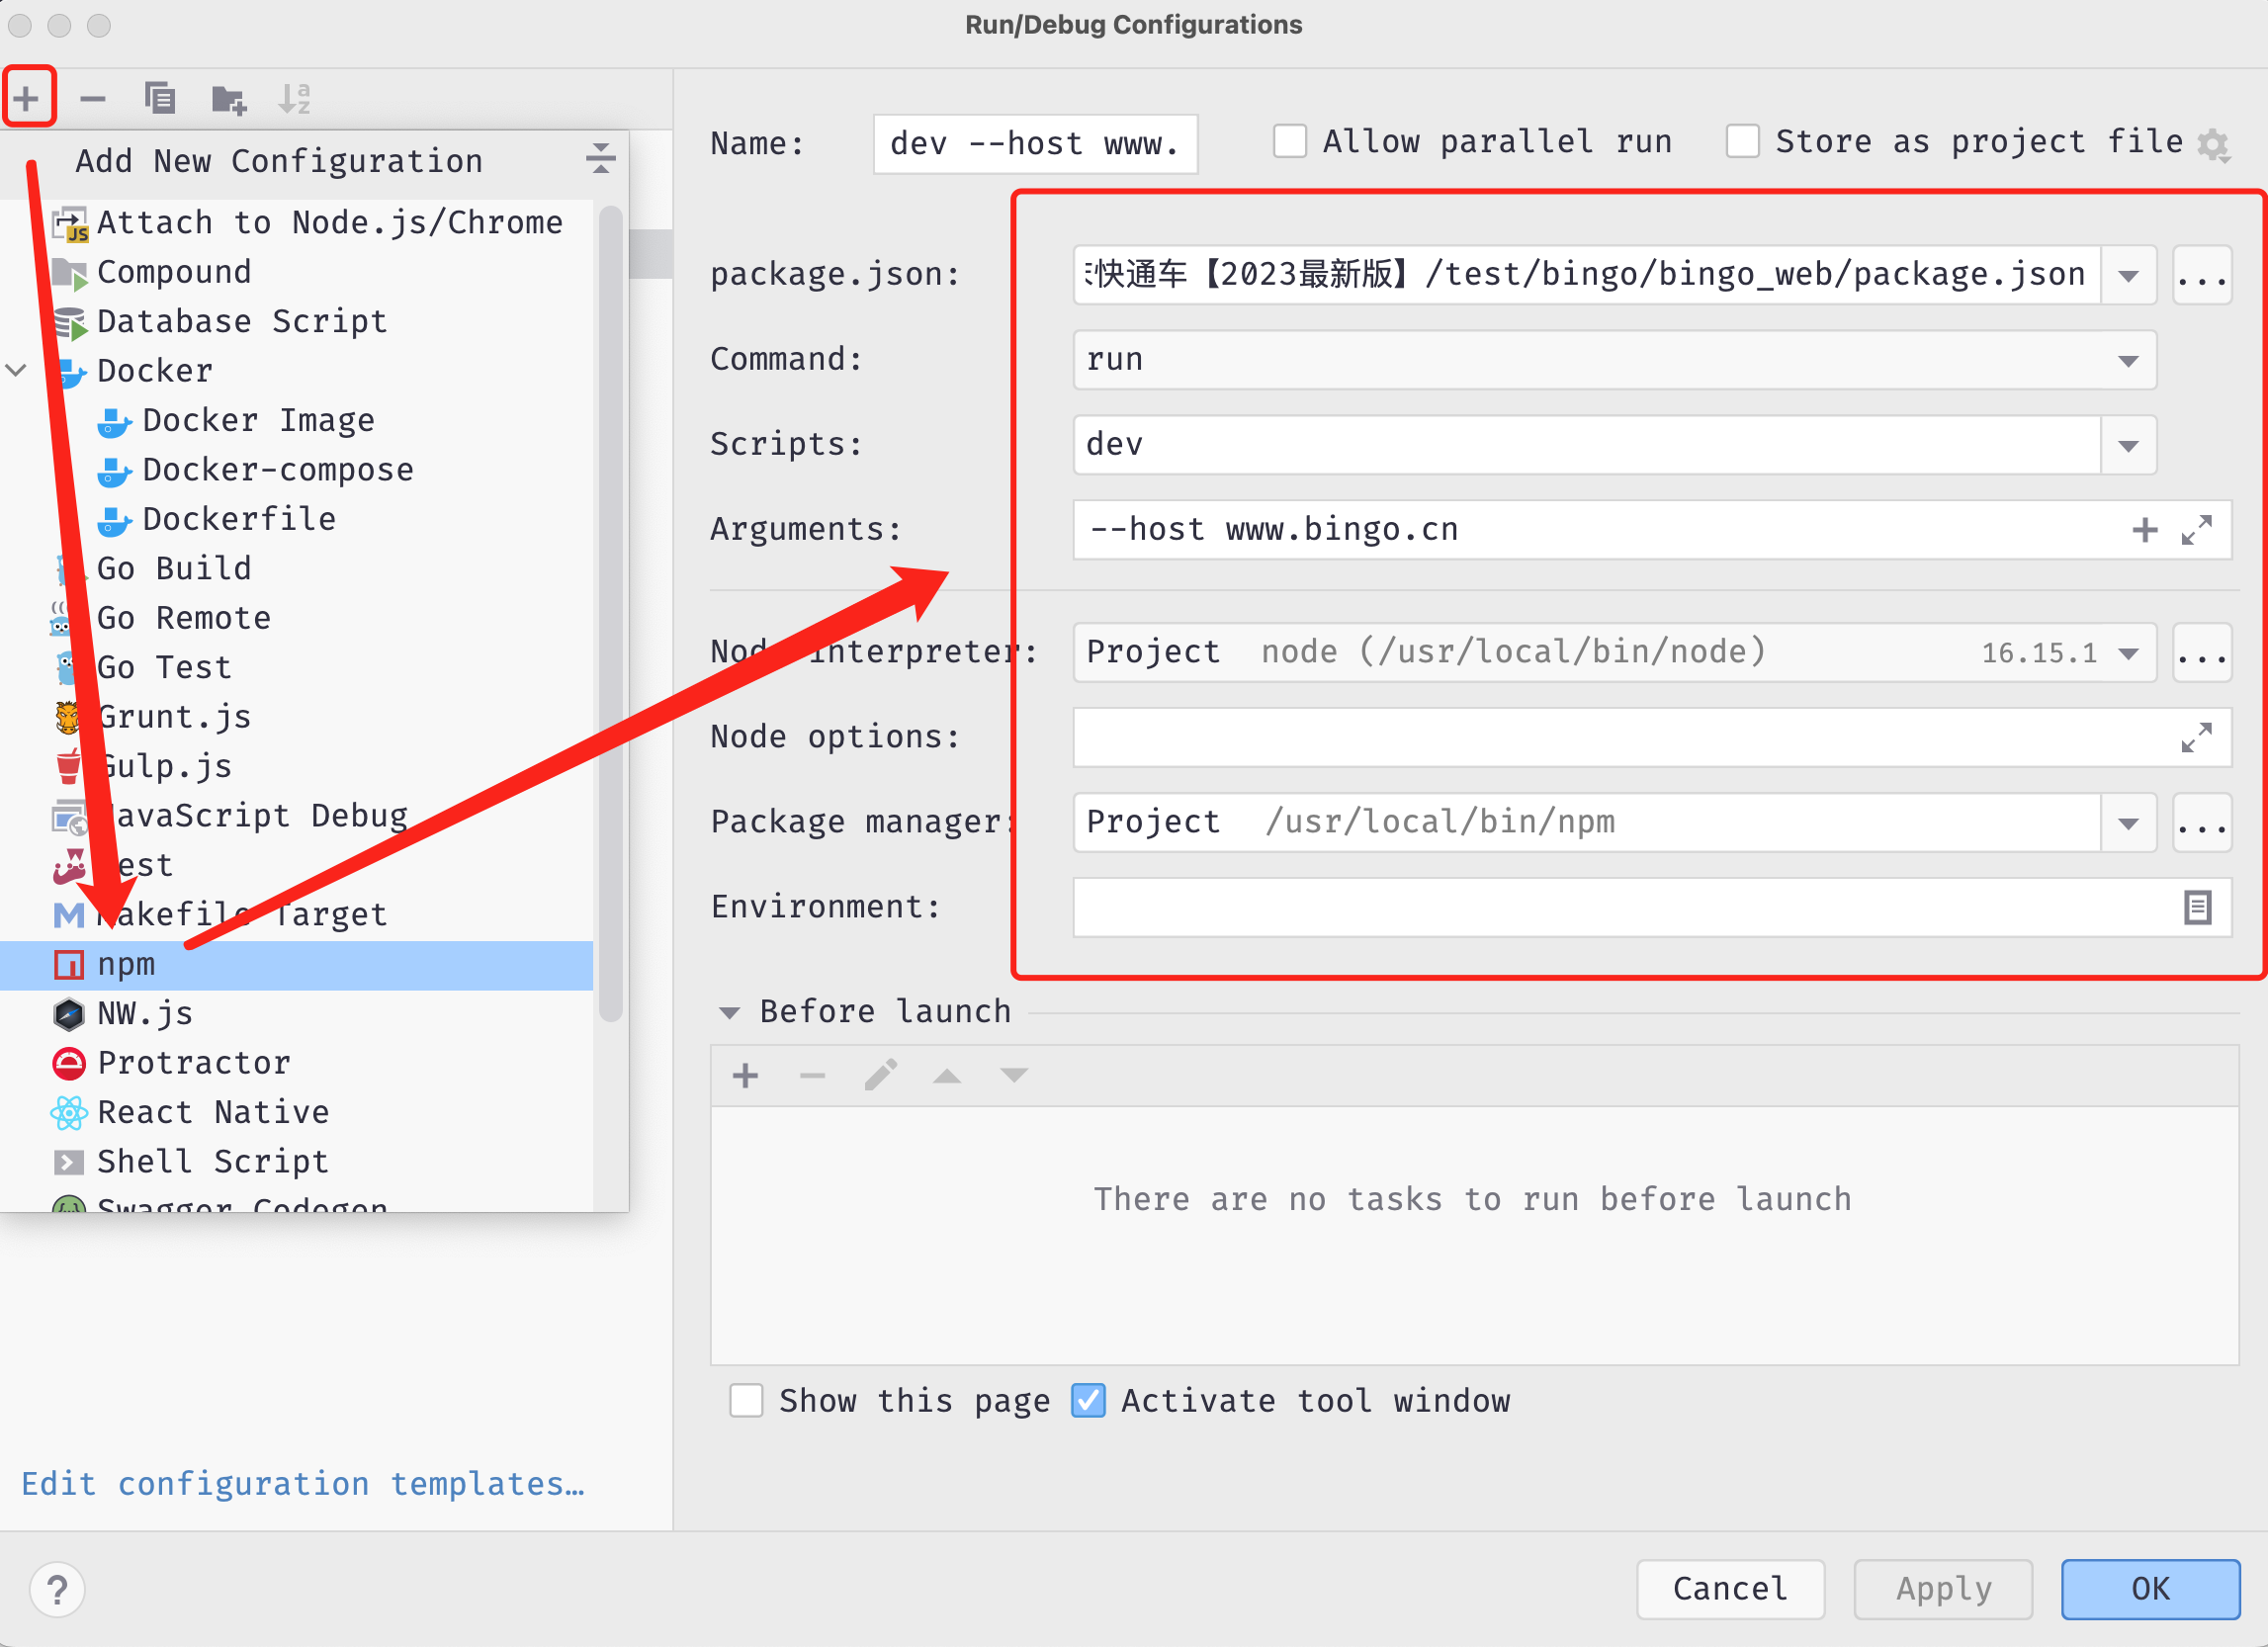 Run/Debug Configurations
Add New Configuration
Attach to Node.js/Chrome
Compound
Database Script
Docker
Docker Image
Docker-compose
Dockerfile
Go Build
Go Remote
Go Test
Grunt.js
Gulp.js
JavaScript Debug
Jest
Makefile Target
npm
NW.js
Protractor
React Native
Shell Script
Swagger Codegen
Edit configuration templates…
Name: dev --host www. Allow parallel run Store as project file
package.json: 快通车【2023最新版】/test/bingo/bingo_web/package.json ...
Command: run
Scripts: dev
Arguments: --host www.bingo.cn
Node interpreter: Project node (/usr/local/bin/node) 16.15.1 ...
Node options:
Package manager: Project /usr/local/bin/npm ...
Environment:
Before launch
There are no tasks to run before launch
Show this page Activate tool window
? Cancel Apply OK